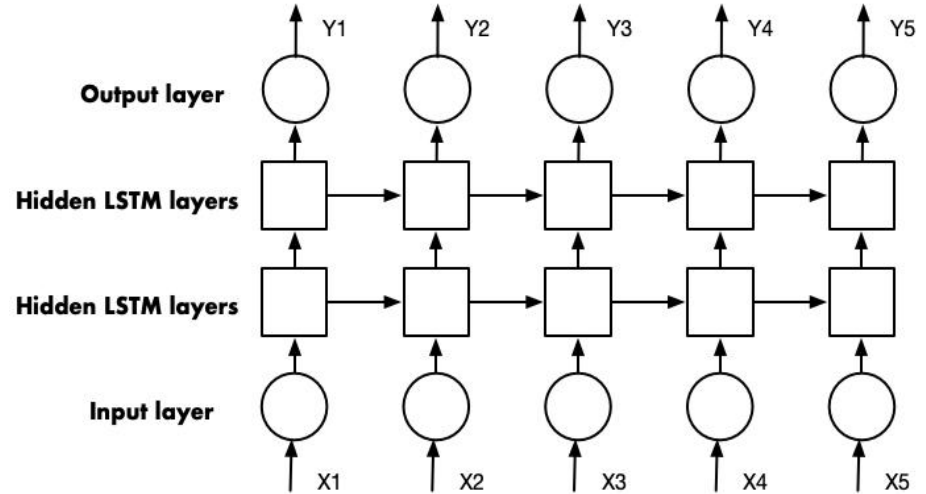 Y1 Y2 Y3 Y4 Y5
Output layer
Hidden LSTM layers
Hidden LSTM layers
Input layer
X1 X2 X3 X4 X5